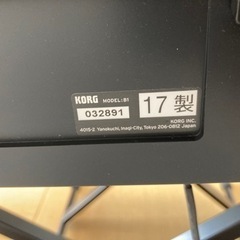 KORG MODEL: B1
032891
17 製
KORG INC.
4015-2 Yanokuchi, Inagi-City, Tokyo 206-0812 Japan